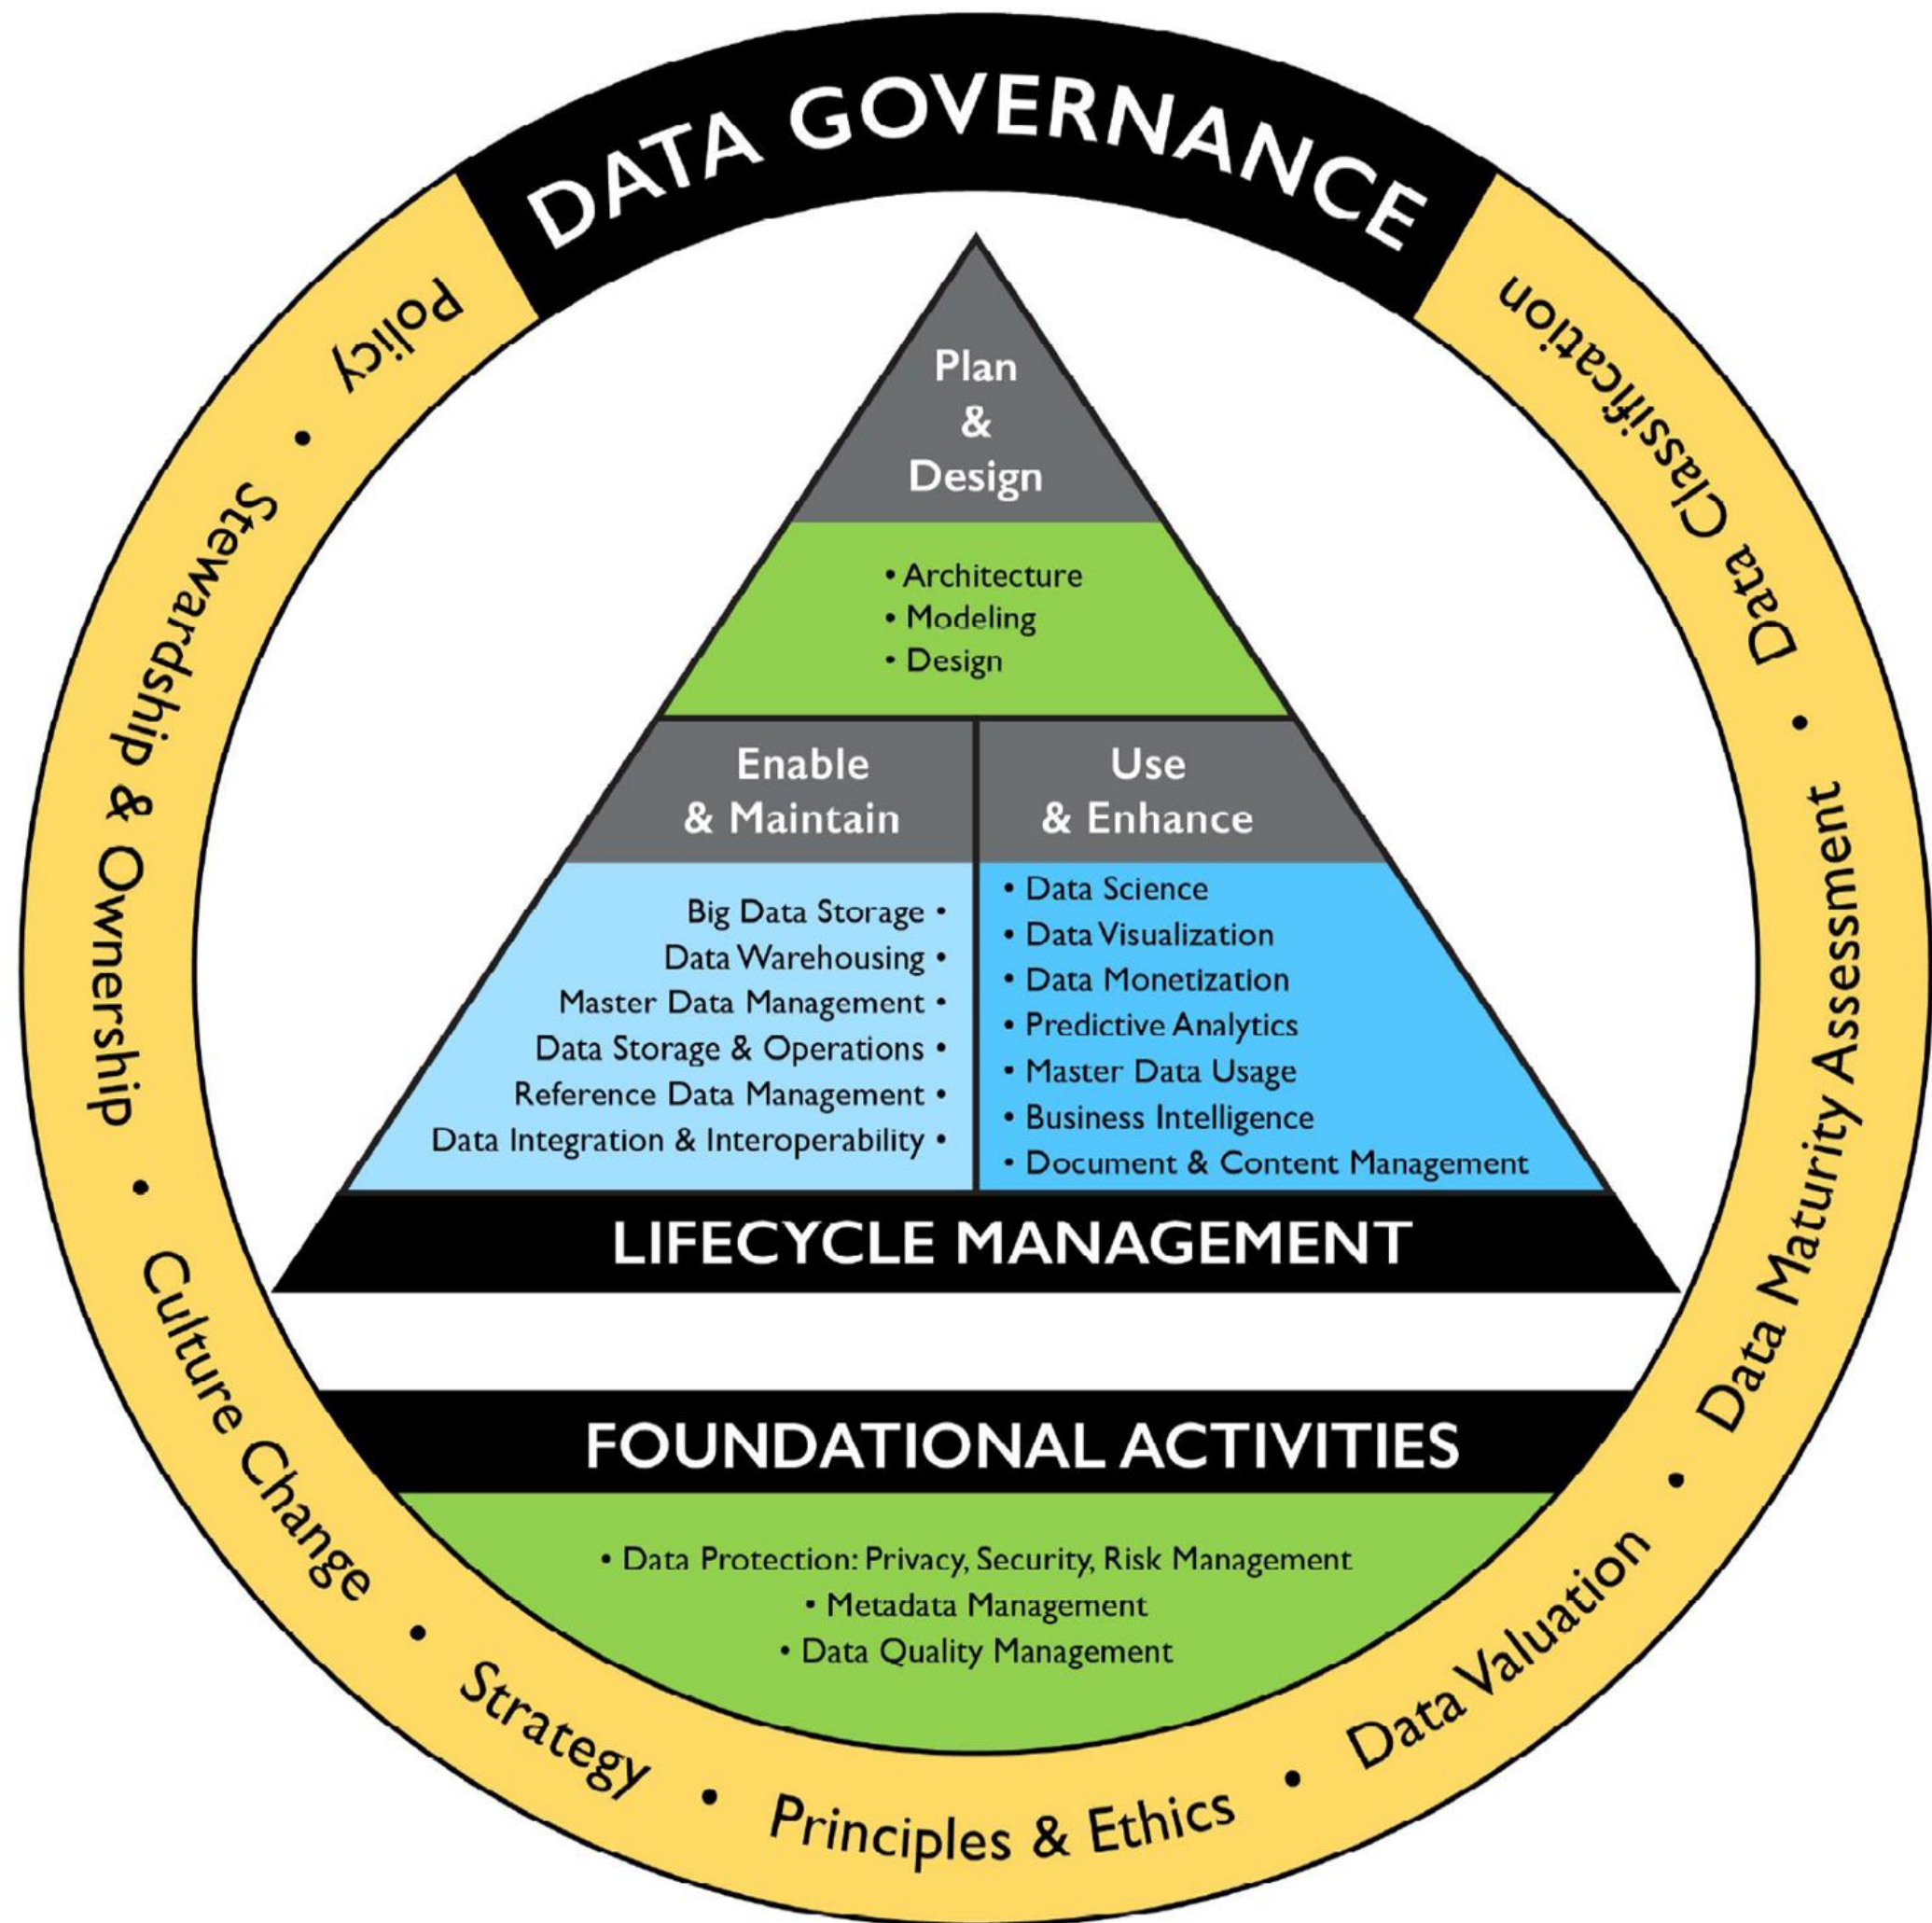 DATA GOVERNANCE
Policy • Stewardship & Ownership • Culture Change • Strategy • Principles & Ethics • Data Valuation • Data Maturity Assessment • Data Classification
Plan
&
Design
• Architecture
• Modeling
• Design
Enable
& Maintain
Big Data Storage •
Data Warehousing •
Master Data Management •
Data Storage & Operations •
Reference Data Management •
Data Integration & Interoperability •
Use
& Enhance
• Data Science
• Data Visualization
• Data Monetization
• Predictive Analytics
• Master Data Usage
• Business Intelligence
• Document & Content Management
LIFECYCLE MANAGEMENT
FOUNDATIONAL ACTIVITIES
• Data Protection: Privacy, Security, Risk Management
• Metadata Management
• Data Quality Management